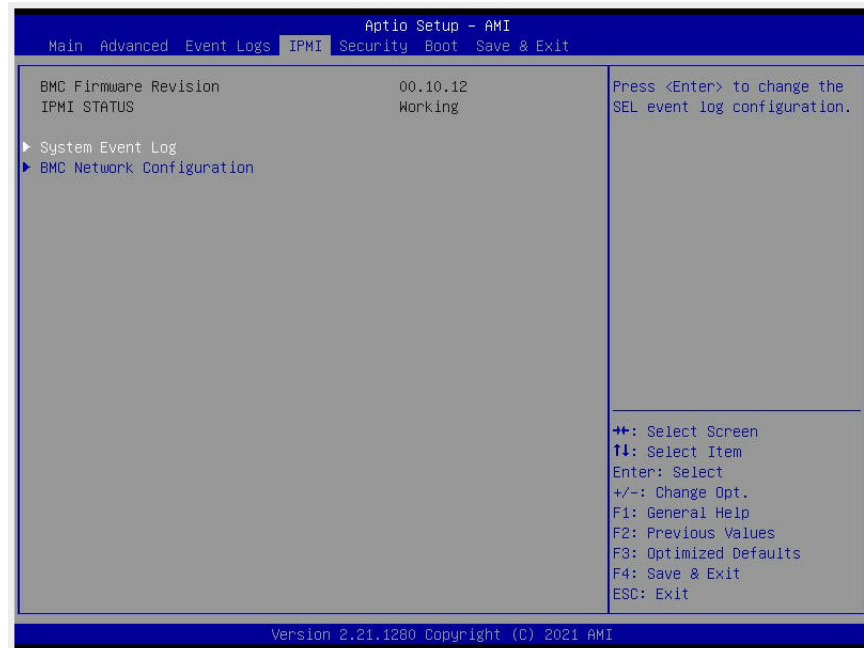 Aptio Setup - AMI
Main Advanced Event Logs IPMI Security Boot Save & Exit
BMC Firmware Revision 00.10.12
IPMI STATUS Working
▶ System Event Log
▶ BMC Network Configuration
Press <Enter> to change the
SEL event log configuration.
→←: Select Screen
↑↓: Select Item
Enter: Select
+/-: Change Opt.
F1: General Help
F2: Previous Values
F3: Optimized Defaults
F4: Save & Exit
ESC: Exit
Version 2.21.1280 Copyright (C) 2021 AMI